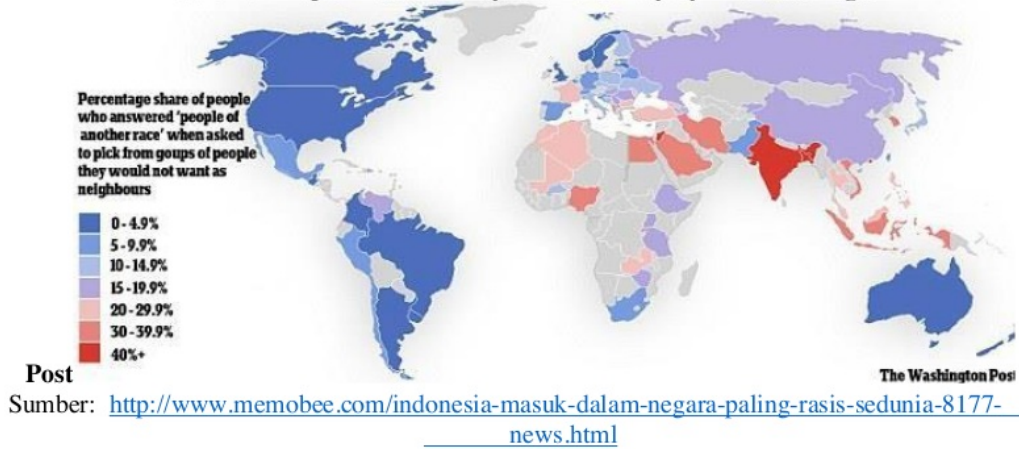 Percentage share of people
who answered 'people of
another race' when asked
to pick from goups of people
they would not want as
neighbours
0-4.9%
5-9.9%
10-14.9%
15-19.9%
20-29.9%
30-39.9%
40%+
Post
The Washington Pos
Sumber: http://www.memobee.com/indonesia-masuk-dalam-negara-paling-rasis-sedunia-8177-
news.html